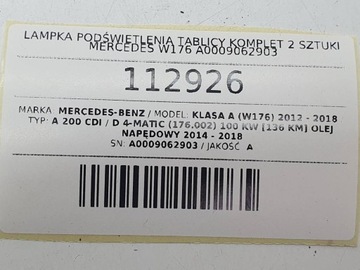 LAMPKA PODŚWIETLENIA TABLICY KOMPLET 2 SZTUKI
MERCEDES W176 A0009062903
112926
MARKA: MERCEDES-BENZ / MODEL: KLASA A (W176) 2012 - 2018
TYP: A 200 CDI / D 4-MATIC (176.002) 100 KW [136 KM] OLEJ
NAPĘDOWY 2014 - 2018
SN: A0009062903 / JAKOŚĆ: A